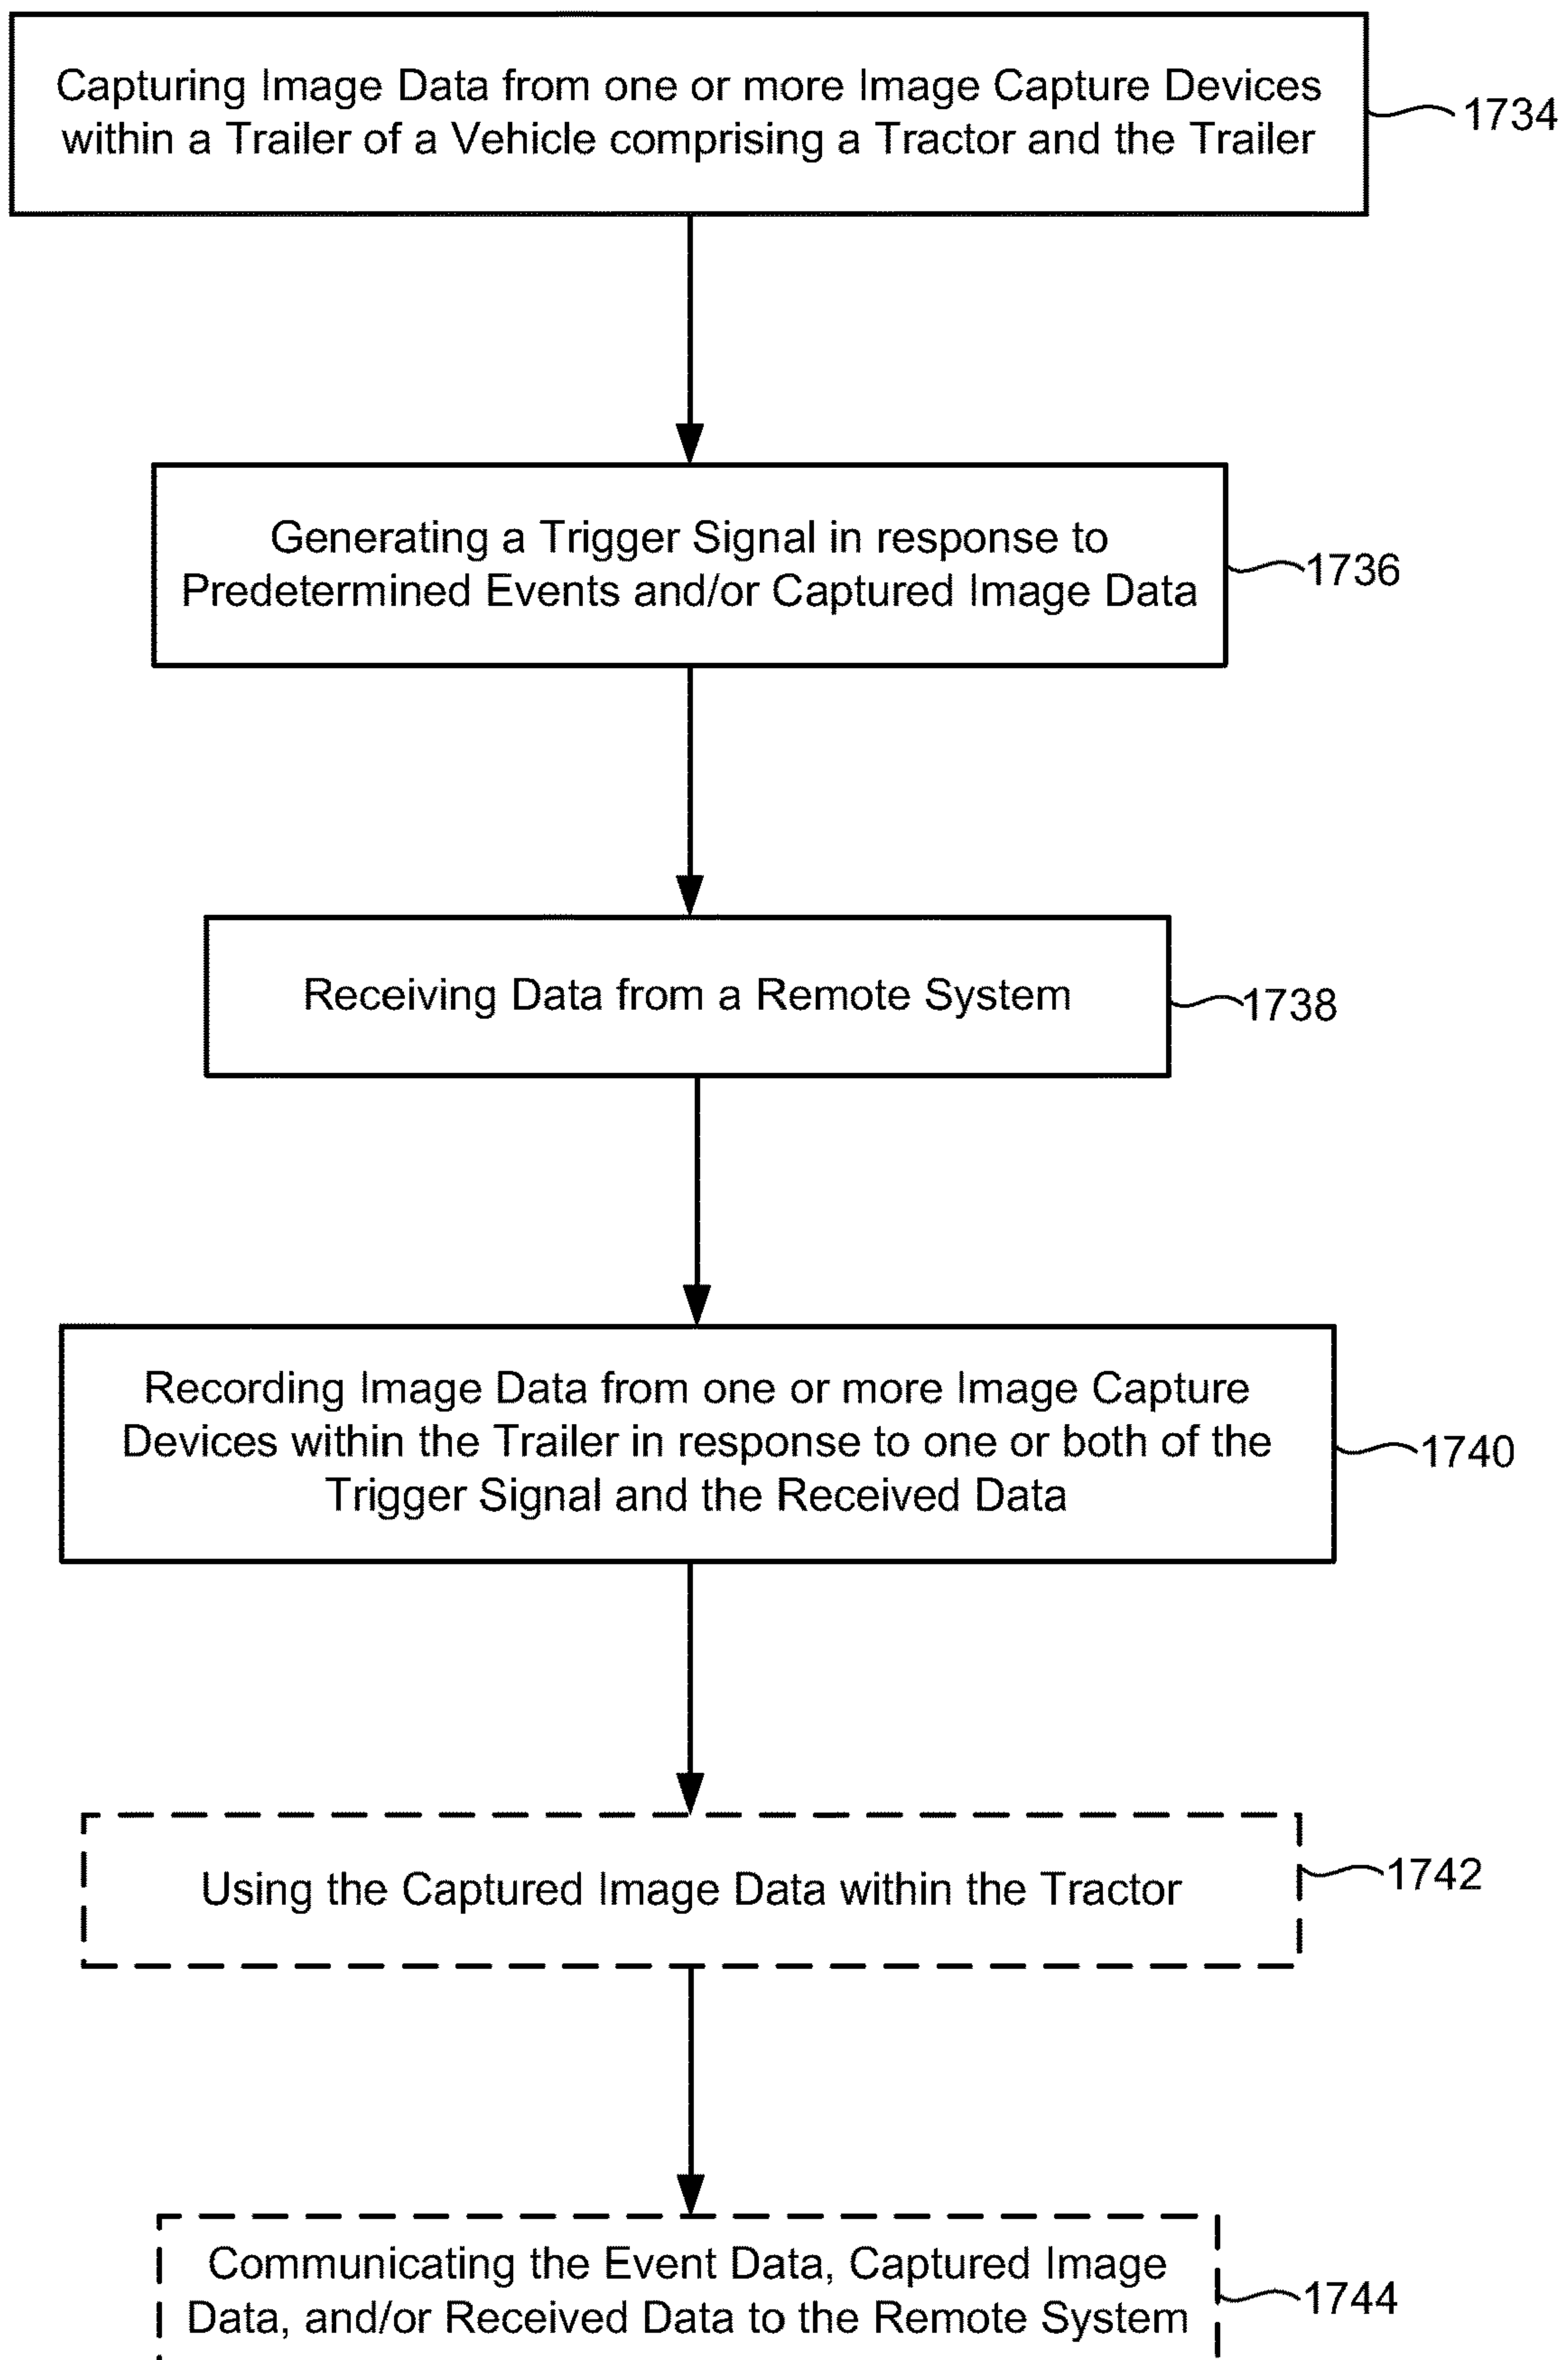 Capturing Image Data from one or more Image Capture Devices
within a Trailer of a Vehicle comprising a Tractor and the Trailer
1734
Generating a Trigger Signal in response to
Predetermined Events and/or Captured Image Data
1736
Receiving Data from a Remote System
1738
Recording Image Data from one or more Image Capture
Devices within the Trailer in response to one or both of the
Trigger Signal and the Received Data
1740
Using the Captured Image Data within the Tractor
1742
Communicating the Event Data, Captured Image
Data, and/or Received Data to the Remote System
1744